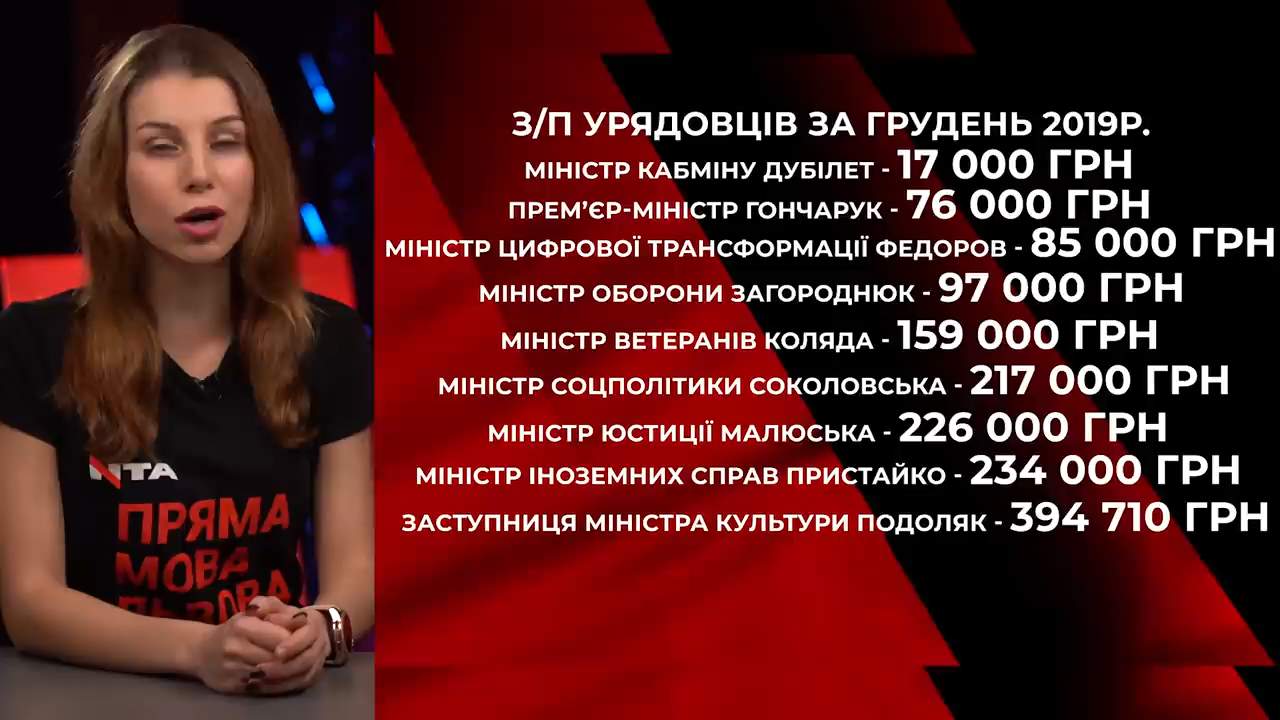 З/П УРЯДОВЦІВ ЗА ГРУДЕНЬ 2019Р.
МІНІСТР КАБМІНУ ДУБІЛЕТ - 17 000 ГРН
ПРЕМ’ЄР-МІНІСТР ГОНЧАРУК - 76 000 ГРН
МІНІСТР ЦИФРОВОЇ ТРАНСФОРМАЦІЇ ФЕДОРОВ - 85 000 ГРН
МІНІСТР ОБОРОНИ ЗАГОРОДНЮК - 97 000 ГРН
МІНІСТР ВЕТЕРАНІВ КОЛЯДА - 159 000 ГРН
МІНІСТР СОЦПОЛІТИКИ СОКОЛОВСЬКА - 217 000 ГРН
МІНІСТР ЮСТИЦІЇ МАЛЮСЬКА - 226 000 ГРН
МІНІСТР ІНОЗЕМНИХ СПРАВ ПРИСТАЙКО - 234 000 ГРН
ЗАСТУПНИЦЯ МІНІСТРА КУЛЬТУРИ ПОДОЛЯК - 394 710 ГРН
NTA
ПРЯМА
МОВА